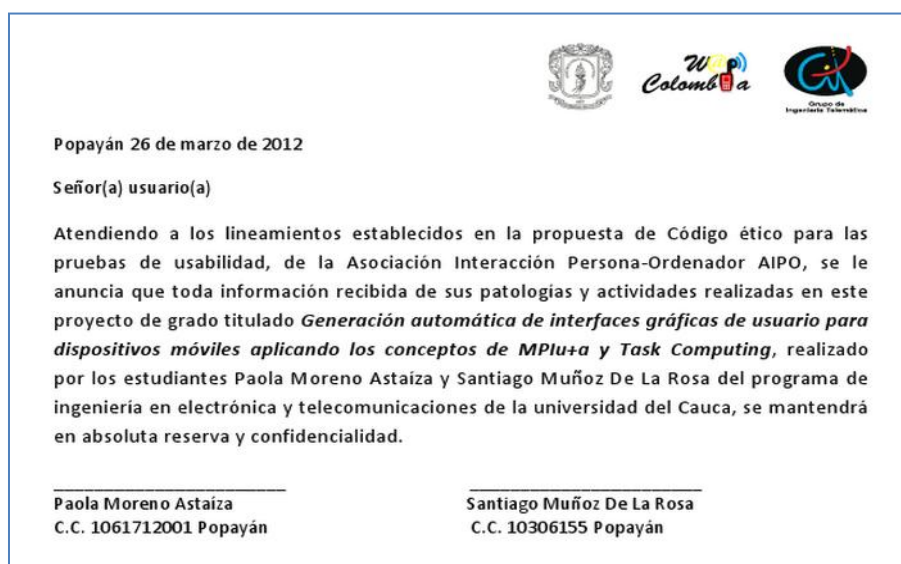 W@p))
Colombia
Grupo de
Ingeniería Telemática
Popayán 26 de marzo de 2012
Señor(a) usuario(a)
Atendiendo a los lineamientos establecidos en la propuesta de Código ético para las
pruebas de usabilidad, de la Asociación Interacción Persona-Ordenador AIPO, se le
anuncia que toda información recibida de sus patologías y actividades realizadas en este
proyecto de grado titulado Generación automática de interfaces gráficas de usuario para
dispositivos móviles aplicando los conceptos de MPIu+a y Task Computing, realizado
por los estudiantes Paola Moreno Astaíza y Santiago Muñoz De La Rosa del programa de
ingeniería en electrónica y telecomunicaciones de la universidad del Cauca, se mantendrá
en absoluta reserva y confidencialidad.
Paola Moreno Astaíza
Santiago Muñoz De La Rosa
C.C. 1061712001 Popayán
C.C. 10306155 Popayán